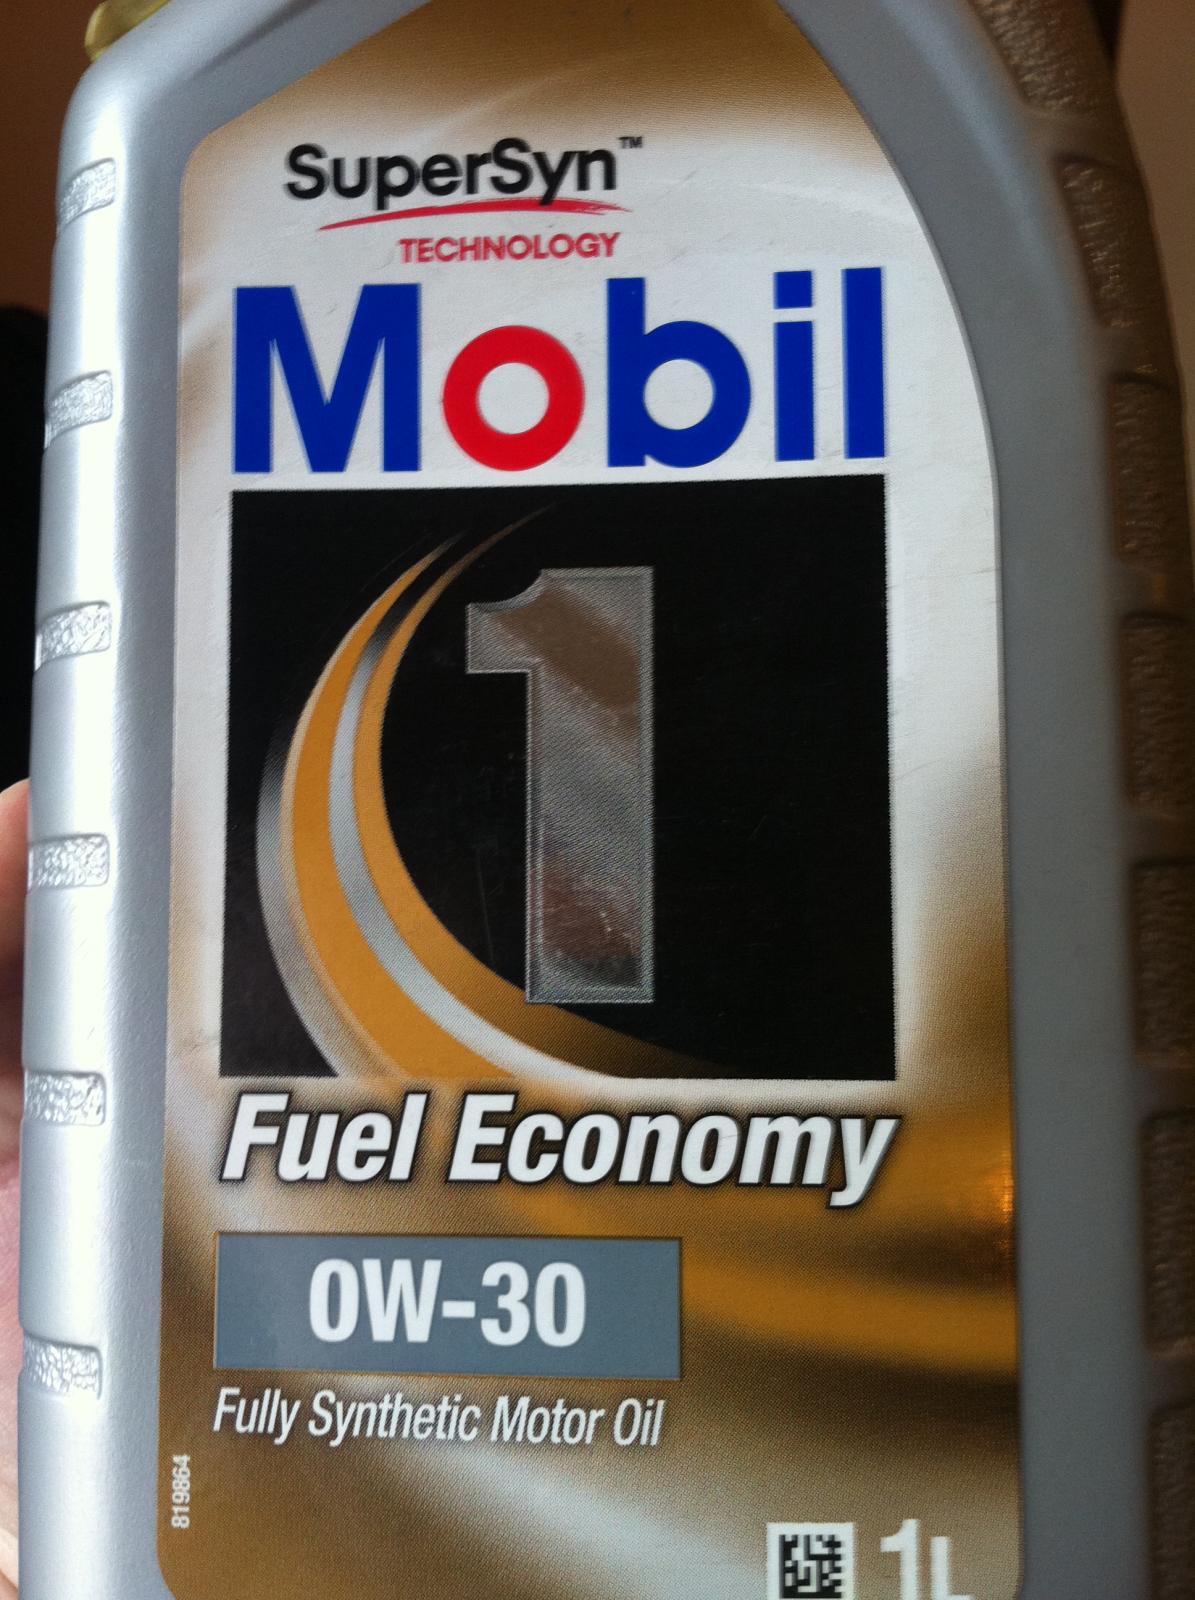 SuperSyn™
TECHNOLOGY
Mobil
1
Fuel Economy
0W-30
Fully Synthetic Motor Oil
819864
1L